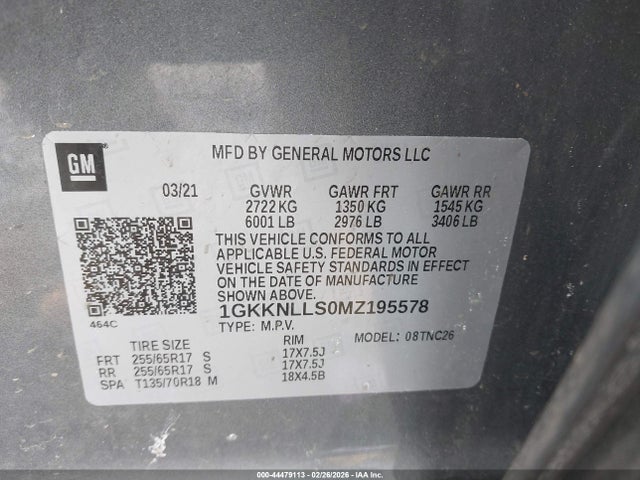 GM
MFD BY GENERAL MOTORS LLC
03/21 GVWR GAWR FRT GAWR RR
2722 KG 1350 KG 1545 KG
6001 LB 2976 LB 3406 LB
THIS VEHICLE CONFORMS TO ALL
APPLICABLE U.S. FEDERAL MOTOR
VEHICLE SAFETY STANDARDS IN EFFECT
ON THE DATE OF MANUFACTURE
SHOWN ABOVE.
1GKKNLLS0MZ195578
464C
TYPE: M.P.V. MODEL: 08TNC26
TIRE SIZE RIM
FRT 255/65R17 S 17X7.5J
RR 255/65R17 S 17X7.5J
SPA T135/70R18 M 18X4.5B
000-44479113 - 02/26/2026 - IAAI.com